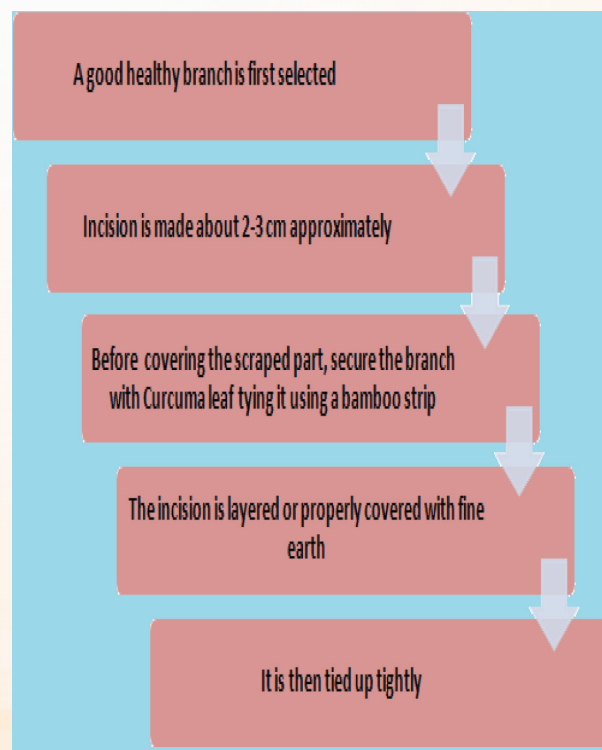 A good healthy branch is first selected
Incision is made about 2-3 cm approximately
Before covering the scraped part, secure the branch
with Curcuma leaf tying it using a bamboo strip
The incision is layered or properly covered with fine
earth
It is then tied up tightly